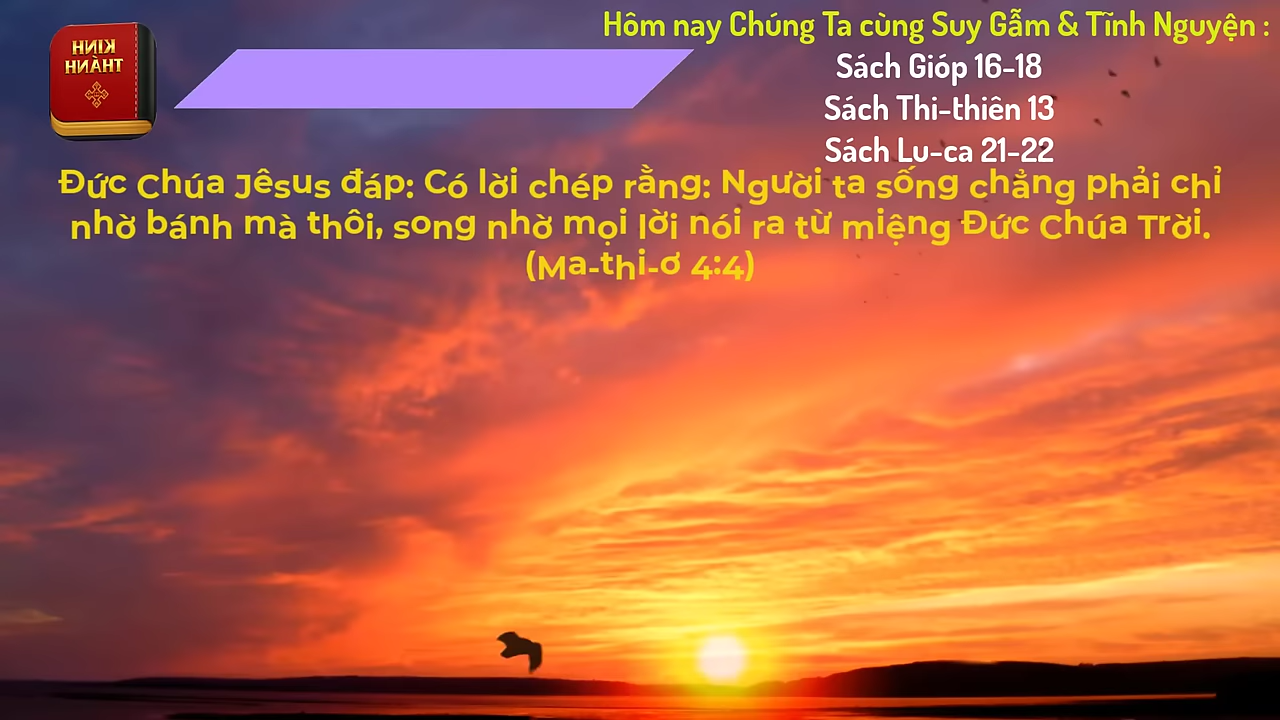 KINH
THÁNH
Hôm nay Chúng Ta cùng Suy Gẫm & Tĩnh Nguyện :
Sách Gióp 16-18
Sách Thi-thiên 13
Sách Lu-ca 21-22
Đức Chúa Jêsus đáp: Có lời chép rằng: Người ta sống chẳng phải chỉ
nhờ bánh mà thôi, song nhờ mọi lời nói ra từ miệng Đức Chúa Trời.
(Ma-thi-ơ 4:4)